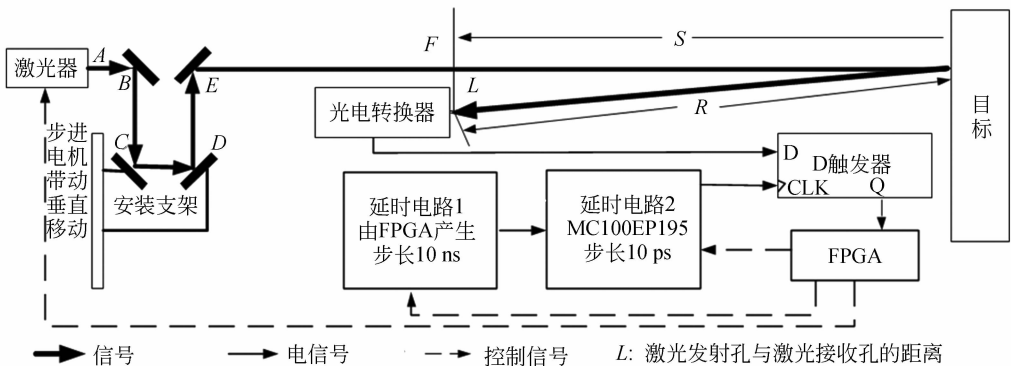 激光器
A
B
C
D
E
F
S
L
R
步进
电机
带动
垂直
移动
安装支架
光电转换器
目标
D
D触发器
CLK
Q
延时电路1
由FPGA产生
步长10 ns
延时电路2
MC100EP195
步长10 ps
FPGA
信号
电信号
控制信号
L: 激光发射孔与激光接收孔的距离